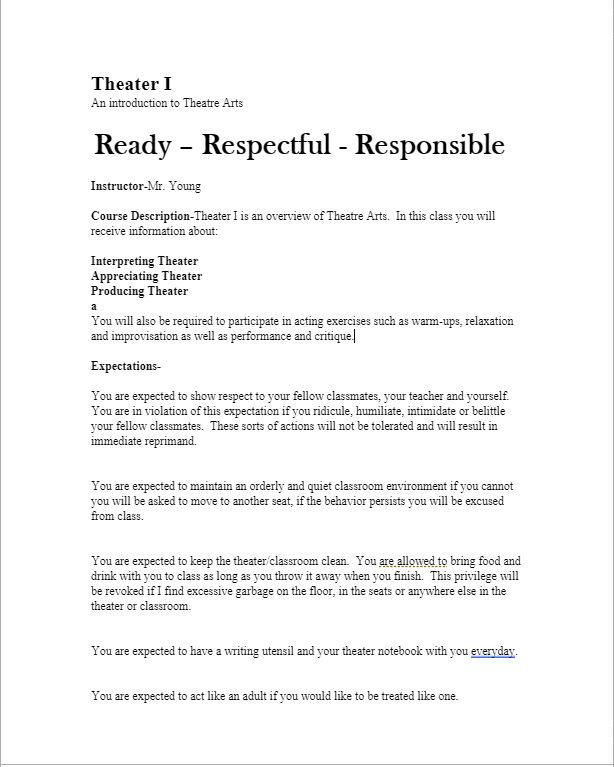 Theater I
An introduction to Theatre Arts
Ready – Respectful - Responsible
Instructor-Mr. Young
Course Description-Theater I is an overview of Theatre Arts.  In this class you will
receive information about:
Interpreting Theater
Appreciating Theater
Producing Theater
a
You will also be required to participate in acting exercises such as warm-ups, relaxation
and improvisation as well as performance and critique.
Expectations-
You are expected to show respect to your fellow classmates, your teacher and yourself.
You are in violation of this expectation if you ridicule, humiliate, intimidate or belittle
your fellow classmates.  These sorts of actions will not be tolerated and will result in
immediate reprimand.
You are expected to maintain an orderly and quiet classroom environment if you cannot
you will be asked to move to another seat, if the behavior persists you will be excused
from class.
You are expected to keep the theater/classroom clean.  You are allowed to bring food and
drink with you to class as long as you throw it away when you finish.  This privilege will
be revoked if I find excessive garbage on the floor, in the seats or anywhere else in the
theater or classroom.
You are expected to have a writing utensil and your theater notebook with you everyday.
You are expected to act like an adult if you would like to be treated like one.